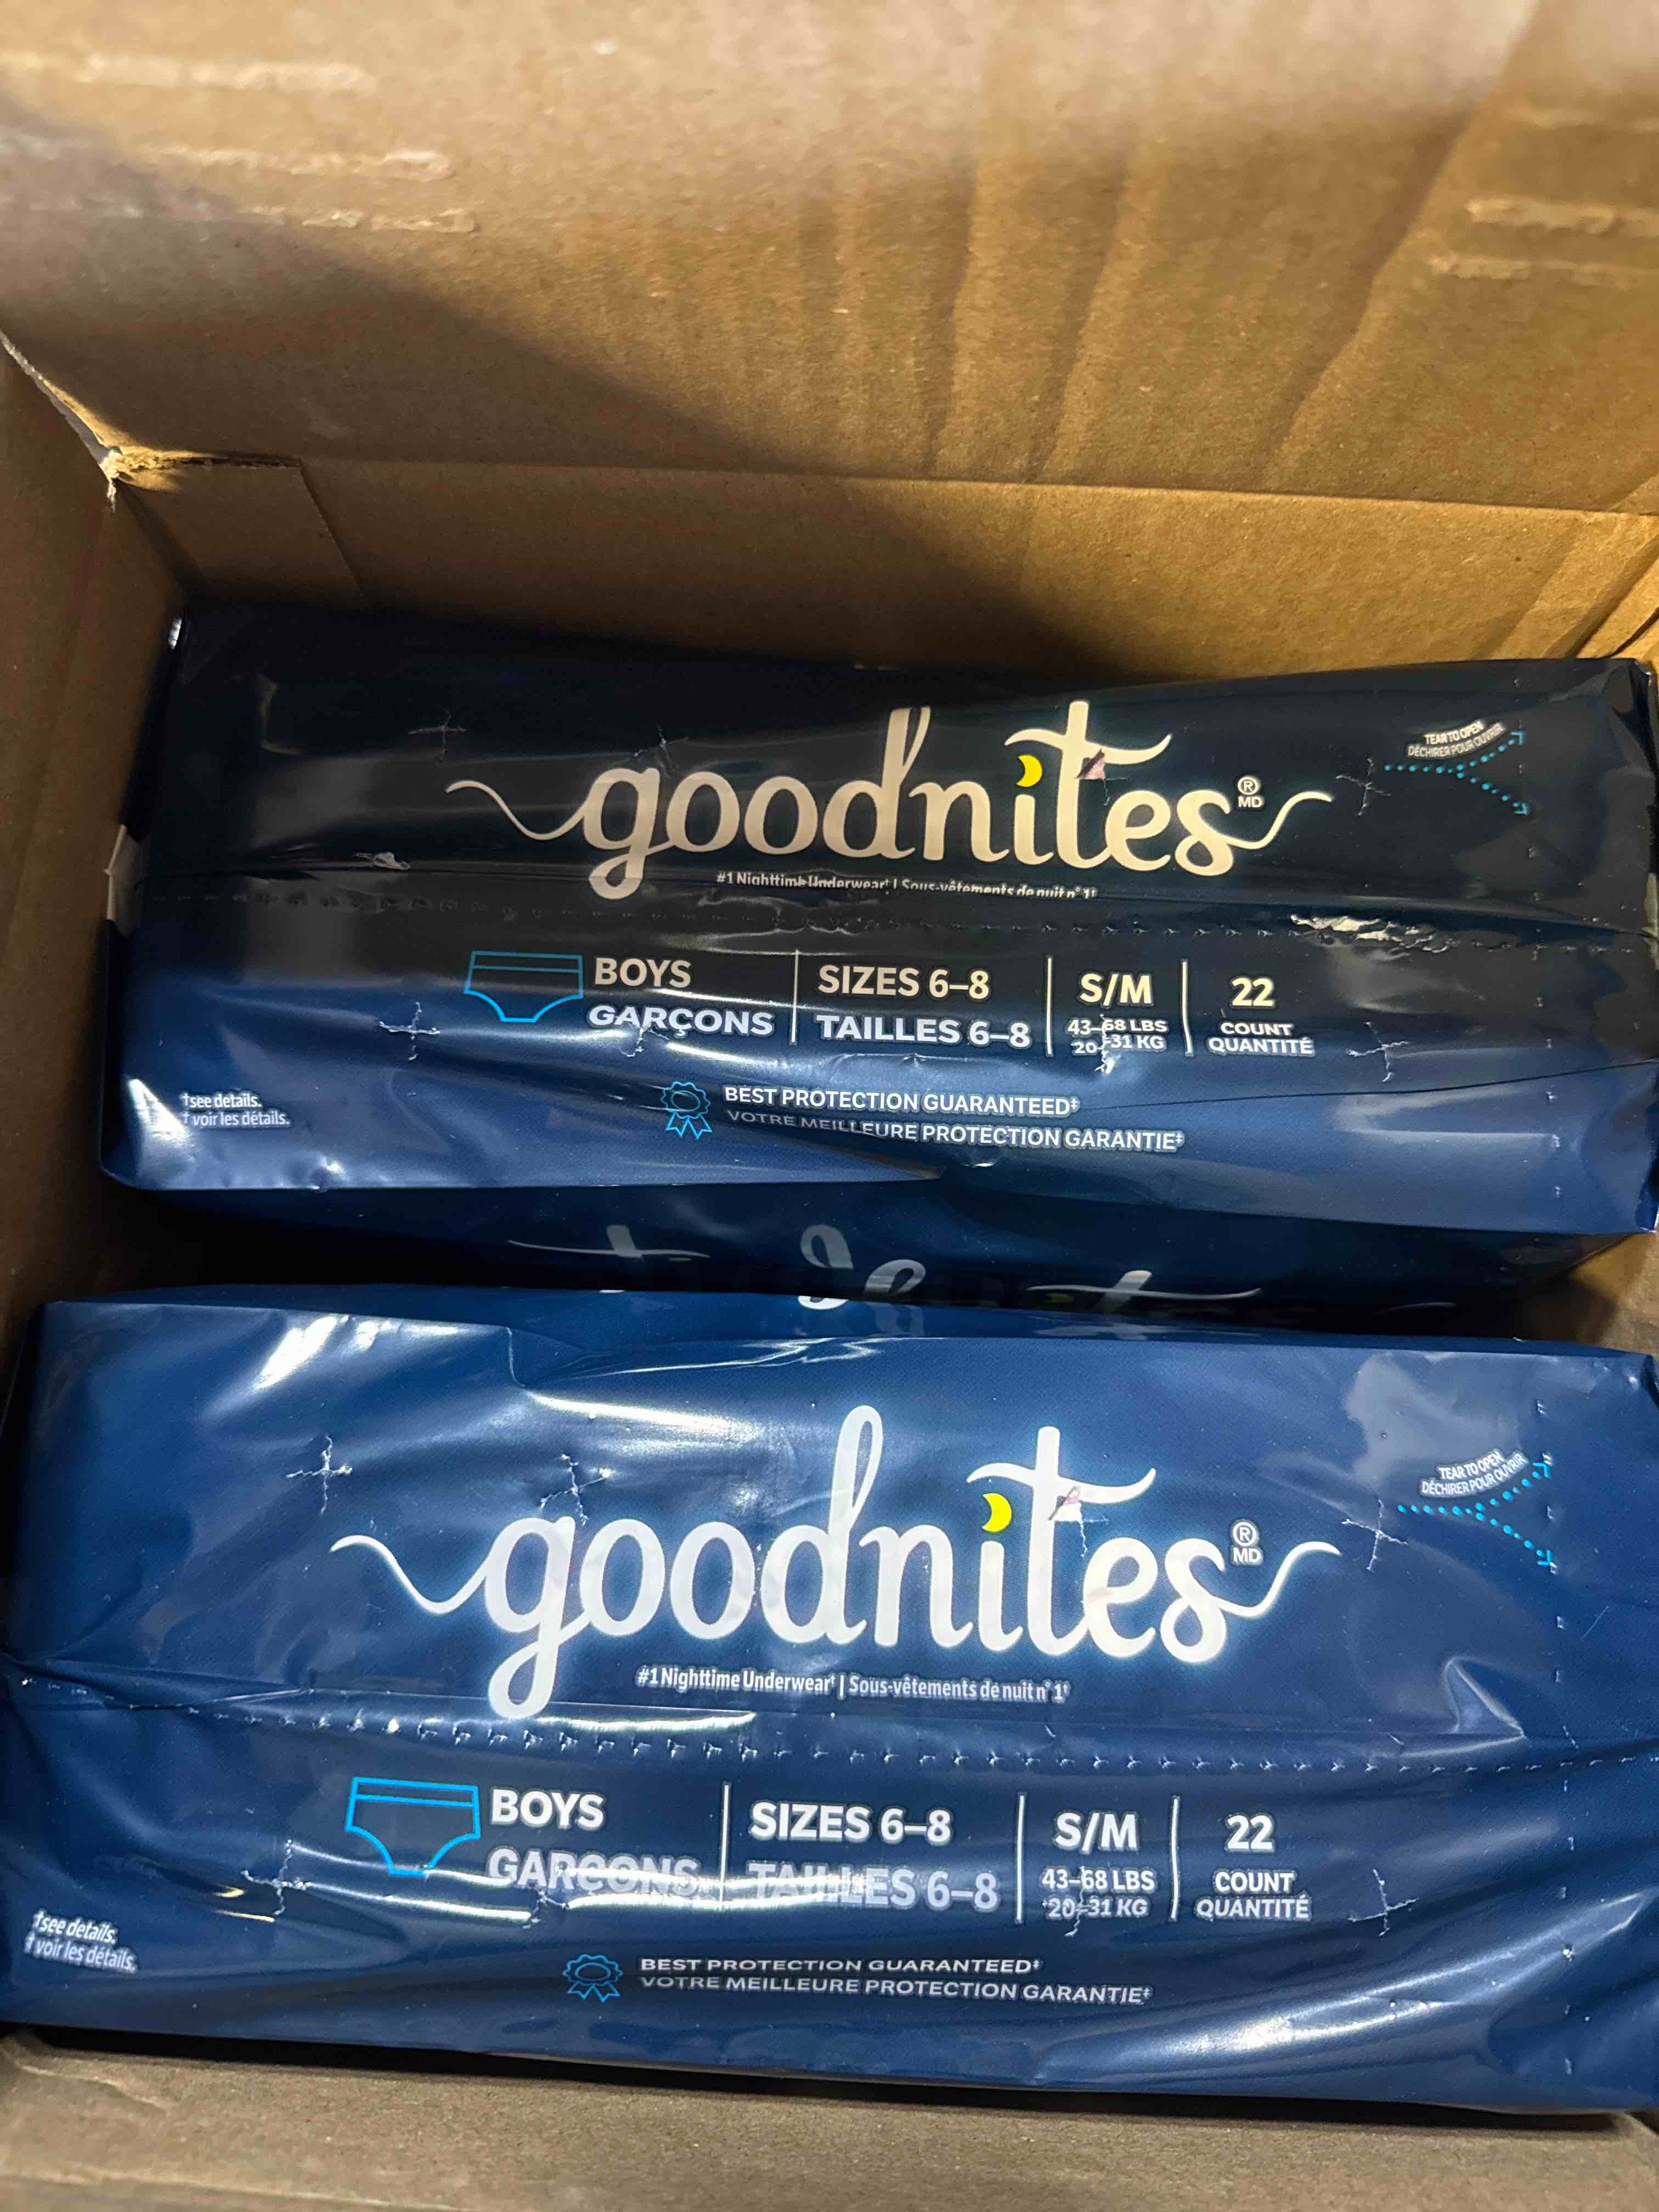 goodnites
® MD
TEAR TO OPEN
DÉCHIRER POUR OUVRIR
#1 Nighttime Underwear† | Sous-vêtements de nuit n° 1†
BOYS
GARÇONS
SIZES 6–8
TAILLES 6–8
S/M
43–68 LBS
20–31 KG
22
COUNT
QUANTITÉ
†see details.
† voir les détails.
BEST PROTECTION GUARANTEED‡
VOTRE MEILLEURE PROTECTION GARANTIE‡
goodnites
® MD
TEAR TO OPEN
DÉCHIRER POUR OUVRIR
#1 Nighttime Underwear† | Sous-vêtements de nuit n° 1†
BOYS
GARÇONS
SIZES 6–8
TAILLES 6–8
S/M
43–68 LBS
20–31 KG
22
COUNT
QUANTITÉ
†see details.
† voir les détails.
BEST PROTECTION GUARANTEED‡
VOTRE MEILLEURE PROTECTION GARANTIE‡